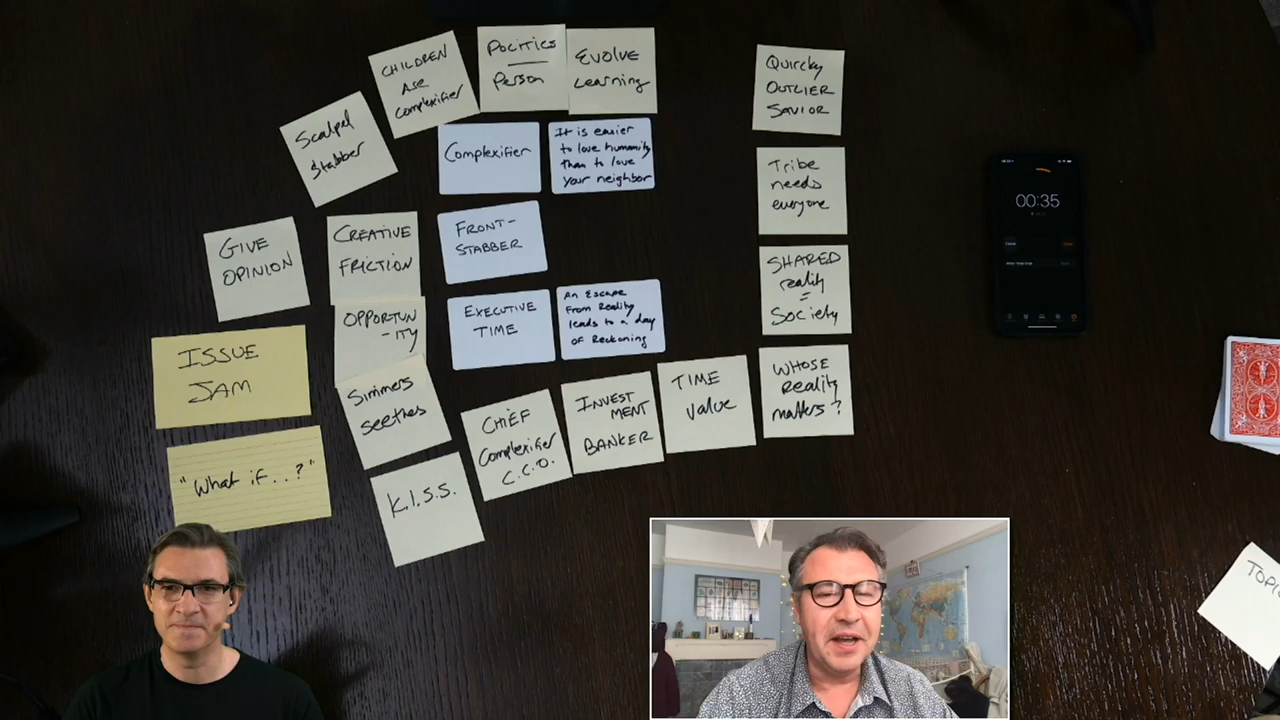 CHILDREN
Are
Complexifier
POLITICS
Person
EVOLVE
Learning
Scalpel
Stabber
Complexifier
It is easier
to love humanity
than to love
your neighbor
GIVE
OPINION
CREATIVE
FRICTION
FRONT-
STABBER
OPPORTUN
-ITY
EXECUTIVE
TIME
An Escape
From Reality
leads to a day
of Reckoning
ISSUE
JAM
Simmers
seethes
"What if..?"
K.I.S.S.
CHIEF
Complexifier
C.C.O.
INVEST
MENT
BANKER
TIME
Value
Quirky
OUTLIER
SAVIOR
Tribe
needs
everyone
SHARED
reality
=
Society
WHOSE
Reality
matters?
00:35
TOPIC